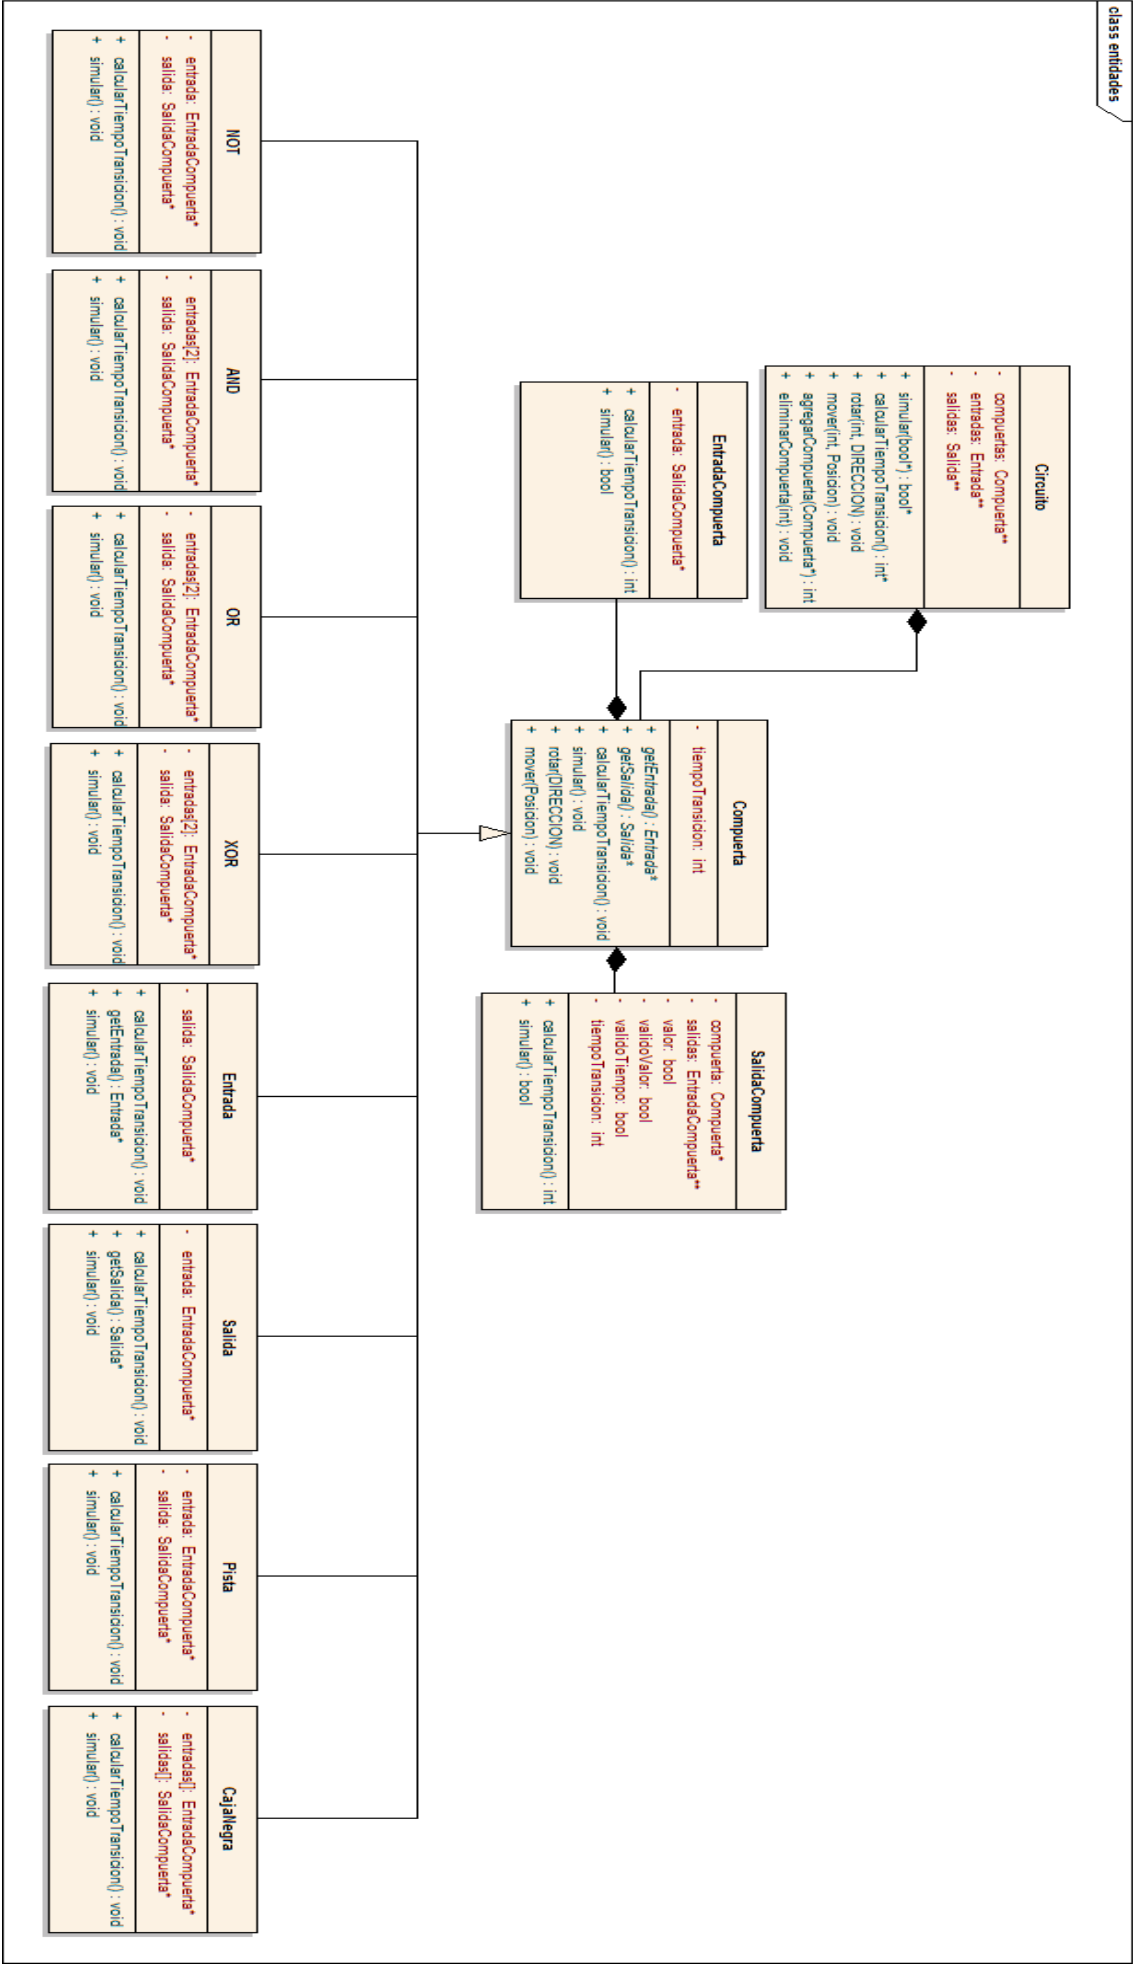 class entidades
Circuito
- compuertas: Compuerta**
- entradas: Entrada**
- salidas: Salida**
+ simular(bool*) : bool*
+ calcularTiempoTransicion() : int*
+ rotar(int, DIRECCION) : void
+ mover(int, Posicion) : void
+ agregarCompuerta(Compuerta*) : int
+ eliminarCompuerta(int) : void
EntradaCompuerta
- entrada: SalidaCompuerta*
+ calcularTiempoTransicion() : int
+ simular() : bool
Compuerta
- tiempoTransicion: int
+ getEntrada() : Entrada*
+ getSalida() : Salida*
+ calcularTiempoTransicion() : void
+ simular() : void
+ rotar(DIRECCION) : void
+ mover(Posicion) : void
SalidaCompuerta
- compuerta: Compuerta*
- salidas: EntradaCompuerta**
- valor: bool
- validoValor: bool
- validoTiempo: bool
- tiempoTransicion: int
+ calcularTiempoTransicion() : int
+ simular() : bool
NOT
- entrada: EntradaCompuerta*
- salida: SalidaCompuerta*
+ calcularTiempoTransicion() : void
+ simular() : void
AND
- entradas[2]: EntradaCompuerta*
- salida: SalidaCompuerta*
+ calcularTiempoTransicion() : void
+ simular() : void
OR
- entradas[2]: EntradaCompuerta*
- salida: SalidaCompuerta*
+ calcularTiempoTransicion() : void
+ simular() : void
XOR
- entradas[2]: EntradaCompuerta*
- salida: SalidaCompuerta*
+ calcularTiempoTransicion() : void
+ simular() : void
Entrada
- salida: SalidaCompuerta*
+ calcularTiempoTransicion() : void
+ getEntrada() : Entrada*
+ simular() : void
Salida
- entrada: EntradaCompuerta*
+ calcularTiempoTransicion() : void
+ getSalida() : Salida*
+ simular() : void
Pista
- entrada: EntradaCompuerta*
- salida: SalidaCompuerta*
+ calcularTiempoTransicion() : void
+ simular() : void
CajaNegra
- entradas[]: EntradaCompuerta*
- salidas[]: SalidaCompuerta*
+ calcularTiempoTransicion() : void
+ simular() : void